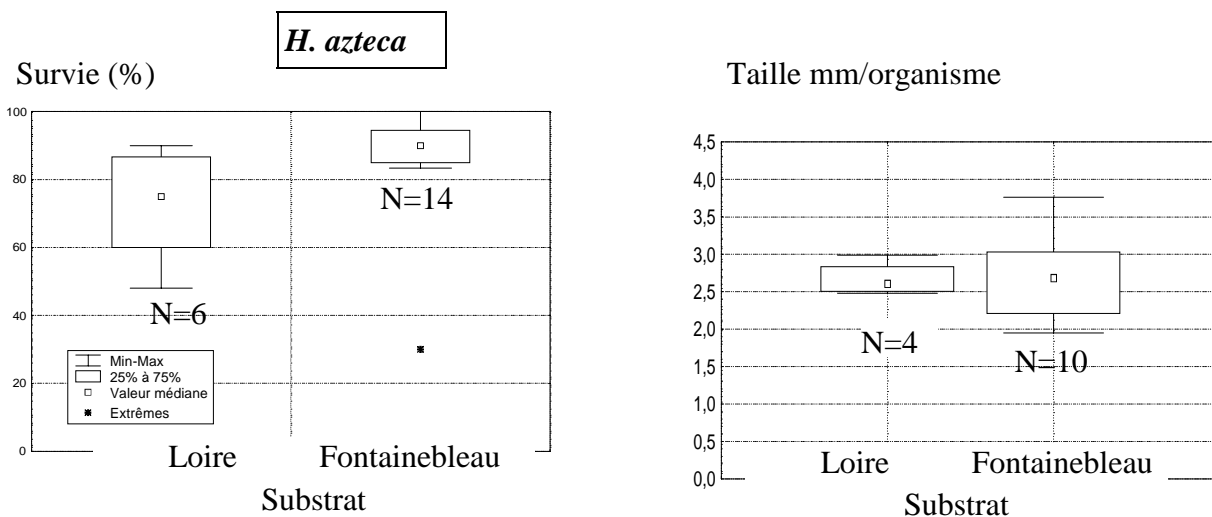 H. azteca
Survie (%)
100
80
60
40
20
0
N=14
N=6
Min-Max
25% à 75%
Valeur médiane
Extrêmes
Loire Fontainebleau
Substrat
Taille mm/organisme
4,5
4,0
3,5
3,0
2,5
2,0
1,5
1,0
0,5
0,0
N=4
N=10
Loire Fontainebleau
Substrat